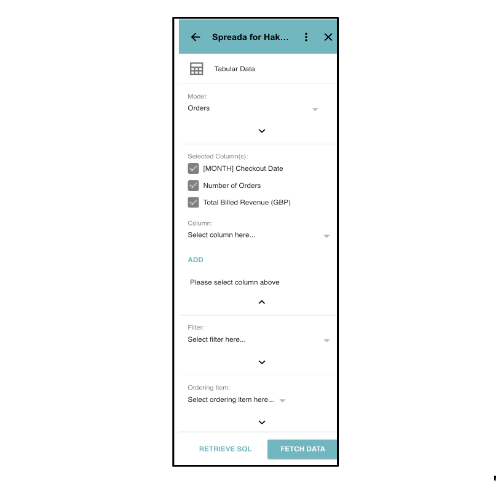 Spreada for Hak...
Tabular Data
Model:
Orders
Selected Column(s):
[MONTH] Checkout Date
Number of Orders
Total Billed Revenue (GBP)
Column:
Select column here...
ADD
Please select column above
Filter:
Select filter here...
Ordering Item:
Select ordering item here...
RETRIEVE SQL
FETCH DATA